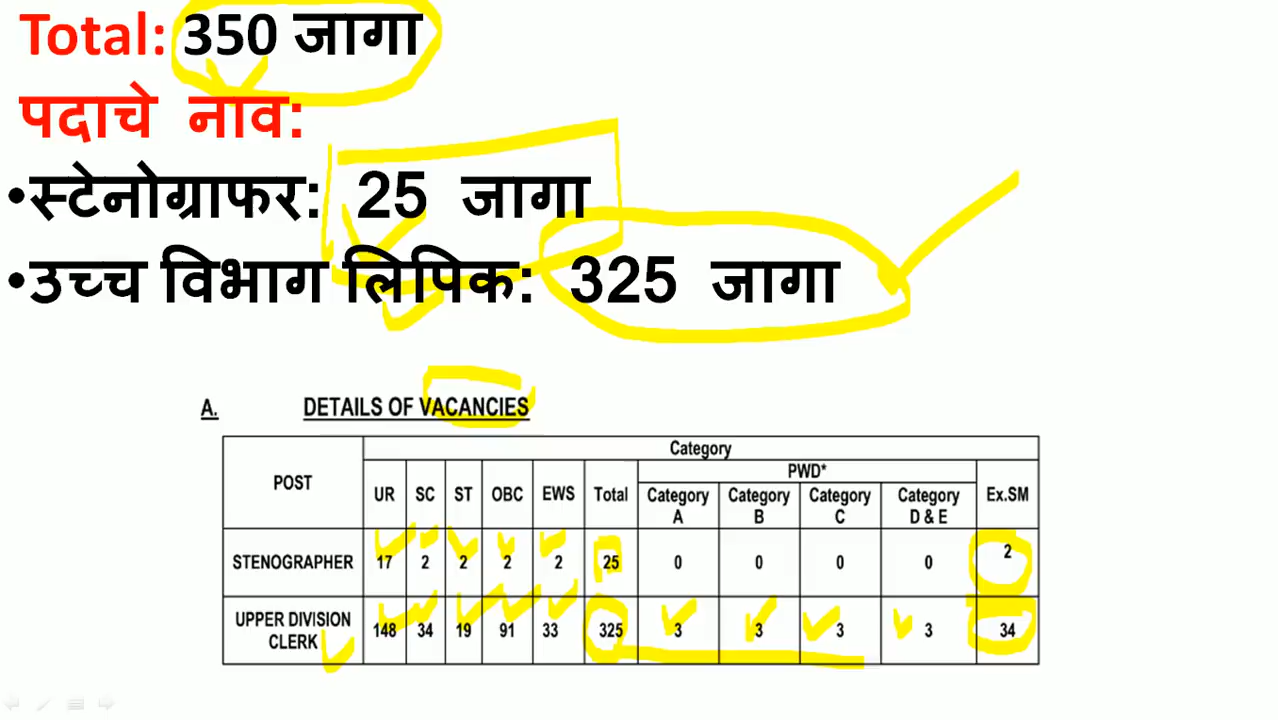 Total: 350 जागा
पदाचे नाव:
•स्टेनोग्राफर: 25 जागा
•उच्च विभाग लिपिक: 325 जागा
A. DETAILS OF VACANCIES
POST Category
UR SC ST OBC EWS Total PWD* Ex.SM
Category A Category B Category C Category D & E
STENOGRAPHER 17 2 2 2 2 25 0 0 0 0 2
UPPER DIVISION CLERK 148 34 19 91 33 325 3 3 3 3 34